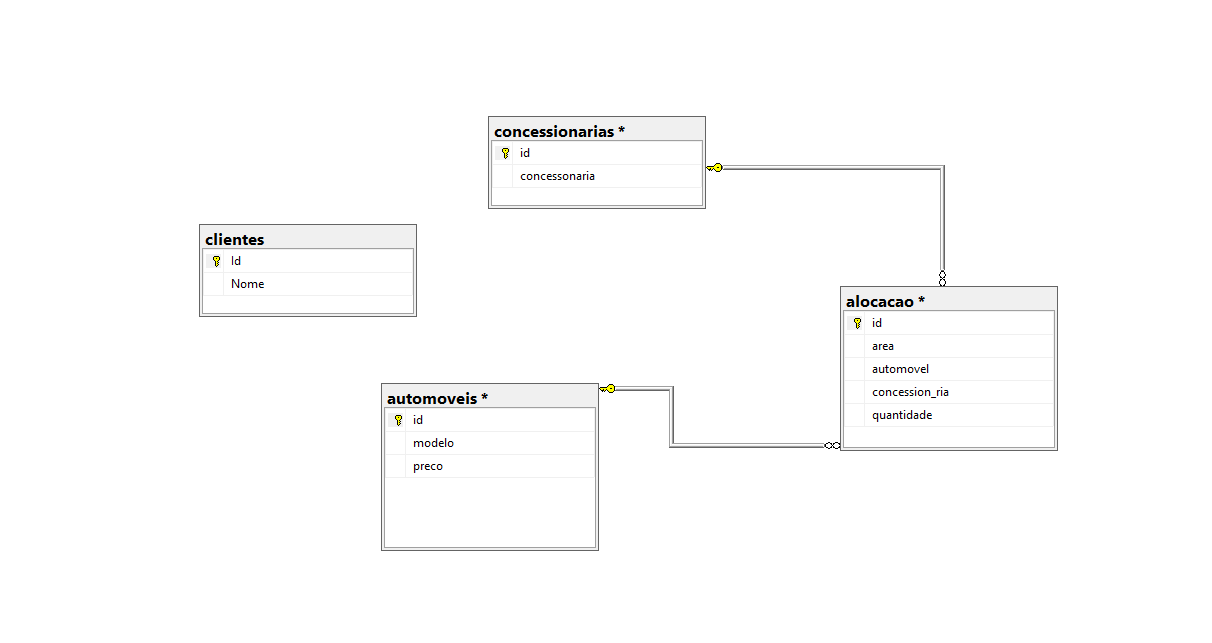 concessionarias *
id
concessonaria
clientes
Id
Nome
alocacao *
id
area
automovel
concession_ria
quantidade
automoveis *
id
modelo
preco